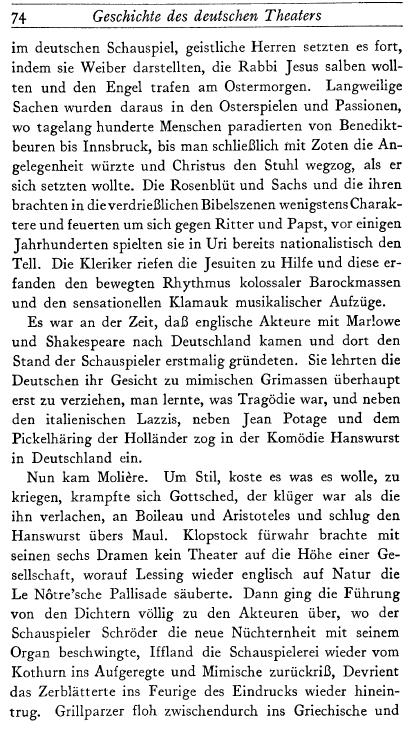 74 Geschichte des deutschen Theaters
im deutschen Schauspiel, geistliche Herren setzten es fort,
indem sie Weiber darstellten, die Rabbi Jesus salben woll-
ten und den Engel trafen am Ostermorgen. Langweilige
Sachen wurden daraus in den Osterspielen und Passionen,
wo tagelang hunderte Menschen paradierten von Benedikt-
beuren bis Innsbruck, bis man schließlich mit Zoten die An-
gelegenheit würzte und Christus den Stuhl wegzog, als er
sich setzten wollte. Die Rosenblüt und Sachs und die ihren
brachten in die verdrießlichen Bibelszenen wenigstens Charak-
tere und feuerten um sich gegen Ritter und Papst, vor einigen
Jahrhunderten spielten sie in Uri bereits nationalistisch den
Tell. Die Kleriker riefen die Jesuiten zu Hilfe und diese er-
fanden den bewegten Rhythmus kolossaler Barockmassen
und den sensationellen Klamauk musikalischer Aufzüge.
Es war an der Zeit, daß englische Akteure mit Marlowe
und Shakespeare nach Deutschland kamen und dort den
Stand der Schauspieler erstmalig gründeten. Sie lehrten die
Deutschen ihr Gesicht zu mimischen Grimassen überhaupt
erst zu verziehen, man lernte, was Tragödie war, und neben
den italienischen Lazzis, neben Jean Potage und dem
Pickelhäring der Holländer zog in der Komödie Hanswurst
in Deutschland ein.
Nun kam Molière. Um Stil, koste es was es wolle, zu
kriegen, krampfte sich Gottsched, der klüger war als die
ihn verlachen, an Boileau und Aristoteles und schlug den
Hanswurst übers Maul. Klopstock fürwahr brachte mit
seinen sechs Dramen kein Theater auf die Höhe einer Ge-
sellschaft, worauf Lessing wieder englisch auf Natur die
Le Nôtre'sche Pallisade säuberte. Dann ging die Führung
von den Dichtern völlig zu den Akteuren über, wo der
Schauspieler Schröder die neue Nüchternheit mit seinem
Organ beschwingte, Iffland die Schauspielerei wieder vom
Kothurn ins Aufgeregte und Mimische zurückriß, Devrient
das Zerblätterte ins Feurige des Eindrucks wieder hinein-
trug. Grillparzer floh zwischendurch ins Griechische und